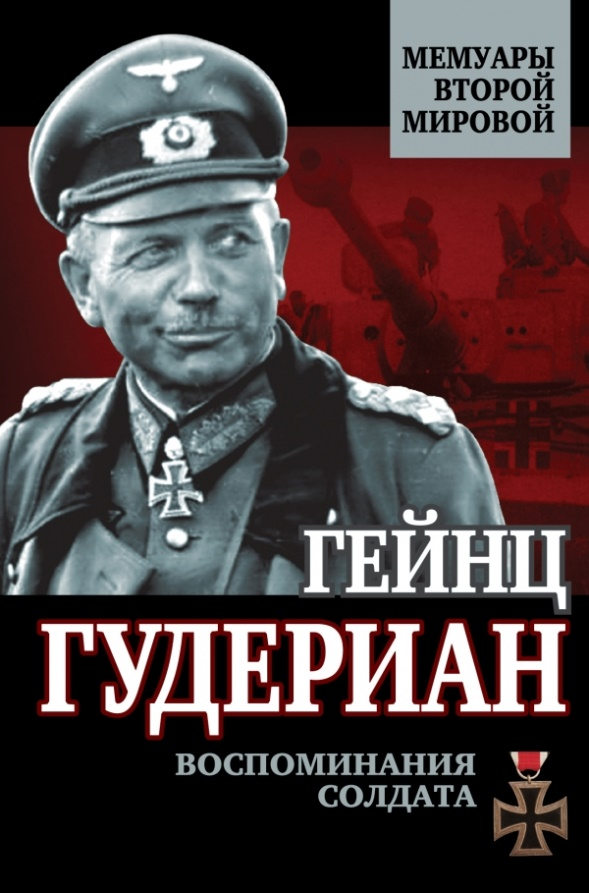 МЕМУАРЫ
ВТОРОЙ
МИРОВОЙ
ГЕЙНЦ
ГУДЕРИАН
ВОСПОМИНАНИЯ
СОЛДАТА